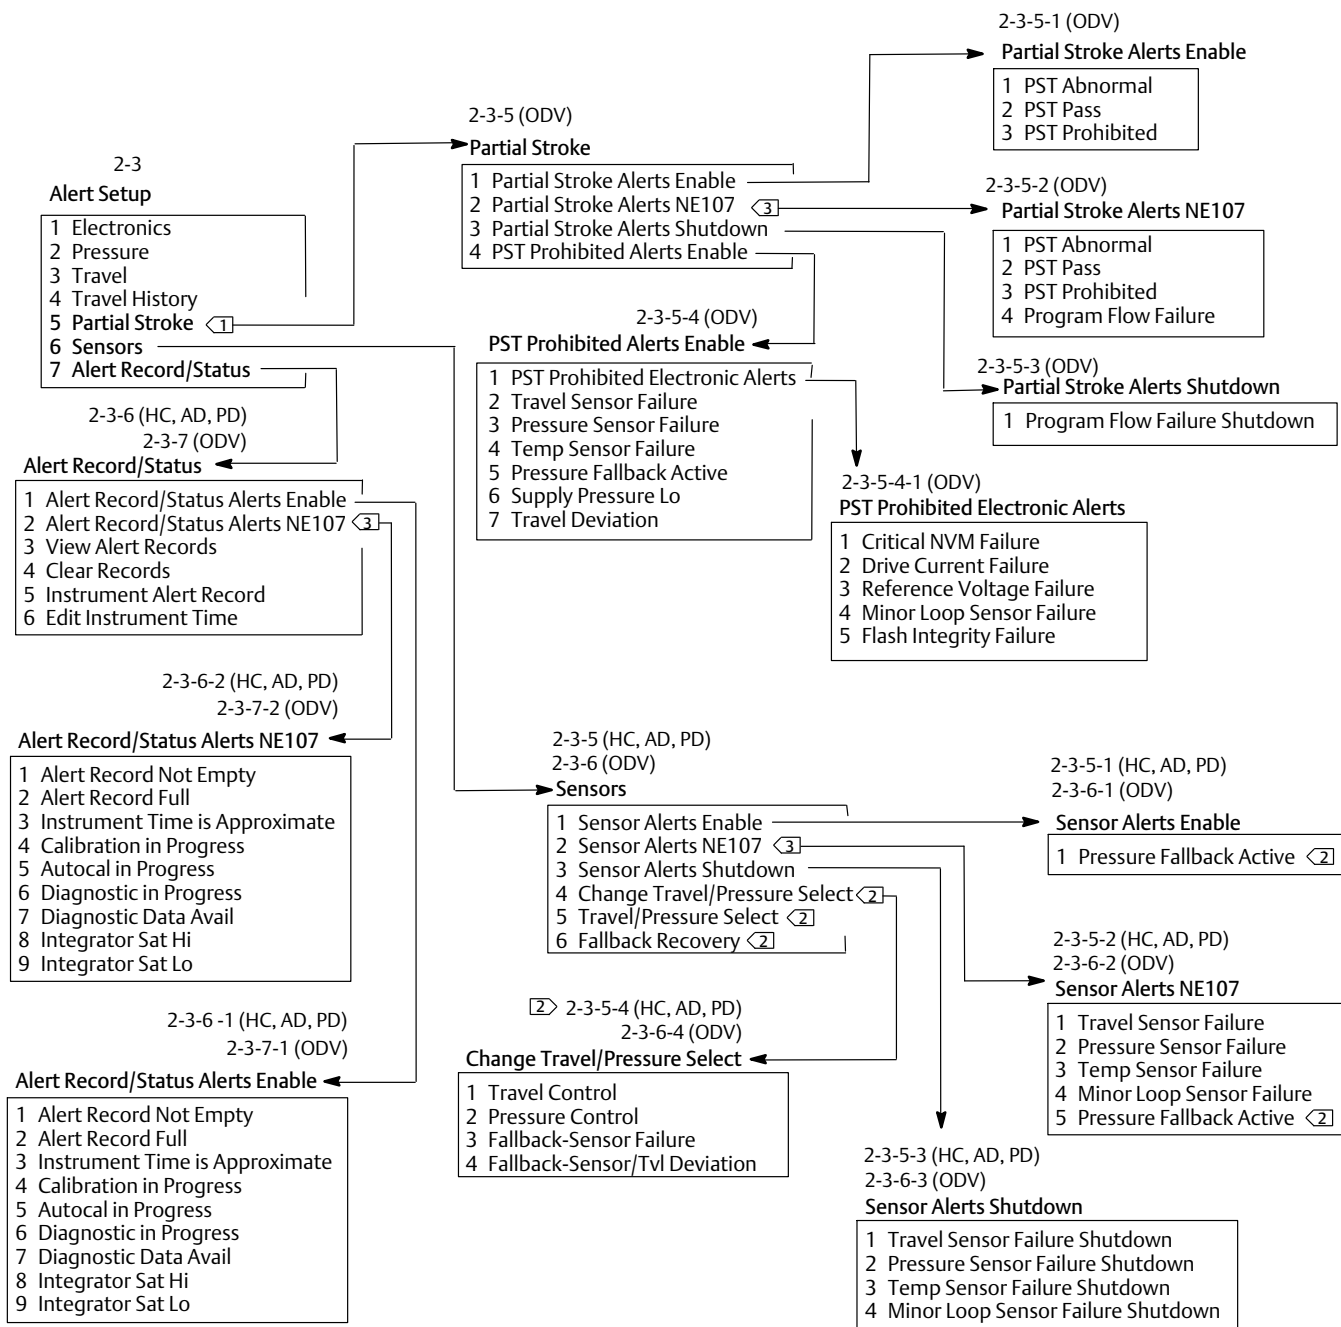 2-3
Alert Setup
1 Electronics
2 Pressure
3 Travel
4 Travel History
5 Partial Stroke 1
6 Sensors
7 Alert Record/Status
2-3-5 (ODV)
Partial Stroke
1 Partial Stroke Alerts Enable
2 Partial Stroke Alerts NE107 3
3 Partial Stroke Alerts Shutdown
4 PST Prohibited Alerts Enable
2-3-5-1 (ODV)
Partial Stroke Alerts Enable
1 PST Abnormal
2 PST Pass
3 PST Prohibited
2-3-5-2 (ODV)
Partial Stroke Alerts NE107
1 PST Abnormal
2 PST Pass
3 PST Prohibited
4 Program Flow Failure
2-3-5-3 (ODV)
Partial Stroke Alerts Shutdown
1 Program Flow Failure Shutdown
2-3-5-4 (ODV)
PST Prohibited Alerts Enable
1 PST Prohibited Electronic Alerts
2 Travel Sensor Failure
3 Pressure Sensor Failure
4 Temp Sensor Failure
5 Pressure Fallback Active
6 Supply Pressure Lo
7 Travel Deviation
2-3-5-4-1 (ODV)
PST Prohibited Electronic Alerts
1 Critical NVM Failure
2 Drive Current Failure
3 Reference Voltage Failure
4 Minor Loop Sensor Failure
5 Flash Integrity Failure
2-3-6 (HC, AD, PD)
2-3-7 (ODV)
Alert Record/Status
1 Alert Record/Status Alerts Enable
2 Alert Record/Status Alerts NE107 3
3 View Alert Records
4 Clear Records
5 Instrument Alert Record
6 Edit Instrument Time
2-3-6-2 (HC, AD, PD)
2-3-7-2 (ODV)
Alert Record/Status Alerts NE107
1 Alert Record Not Empty
2 Alert Record Full
3 Instrument Time is Approximate
4 Calibration in Progress
5 Autocal in Progress
6 Diagnostic in Progress
7 Diagnostic Data Avail
8 Integrator Sat Hi
9 Integrator Sat Lo
2-3-6 -1 (HC, AD, PD)
2-3-7-1 (ODV)
Alert Record/Status Alerts Enable
1 Alert Record Not Empty
2 Alert Record Full
3 Instrument Time is Approximate
4 Calibration in Progress
5 Autocal in Progress
6 Diagnostic in Progress
7 Diagnostic Data Avail
8 Integrator Sat Hi
9 Integrator Sat Lo
2-3-5 (HC, AD, PD)
2-3-6 (ODV)
Sensors
1 Sensor Alerts Enable
2 Sensor Alerts NE107 3
3 Sensor Alerts Shutdown
4 Change Travel/Pressure Select 2
5 Travel/Pressure Select 2
6 Fallback Recovery 2
2-3-5-1 (HC, AD, PD)
2-3-6-1 (ODV)
Sensor Alerts Enable
1 Pressure Fallback Active 2
2-3-5-2 (HC, AD, PD)
2-3-6-2 (ODV)
Sensor Alerts NE107
1 Travel Sensor Failure
2 Pressure Sensor Failure
3 Temp Sensor Failure
4 Minor Loop Sensor Failure
5 Pressure Fallback Active 2
2 2-3-5-4 (HC, AD, PD)
2-3-6-4 (ODV)
Change Travel/Pressure Select
1 Travel Control
2 Pressure Control
3 Fallback-Sensor Failure
4 Fallback-Sensor/Tvl Deviation
2-3-5-3 (HC, AD, PD)
2-3-6-3 (ODV)
Sensor Alerts Shutdown
1 Travel Sensor Failure Shutdown
2 Pressure Sensor Failure Shutdown
3 Temp Sensor Failure Shutdown
4 Minor Loop Sensor Failure Shutdown